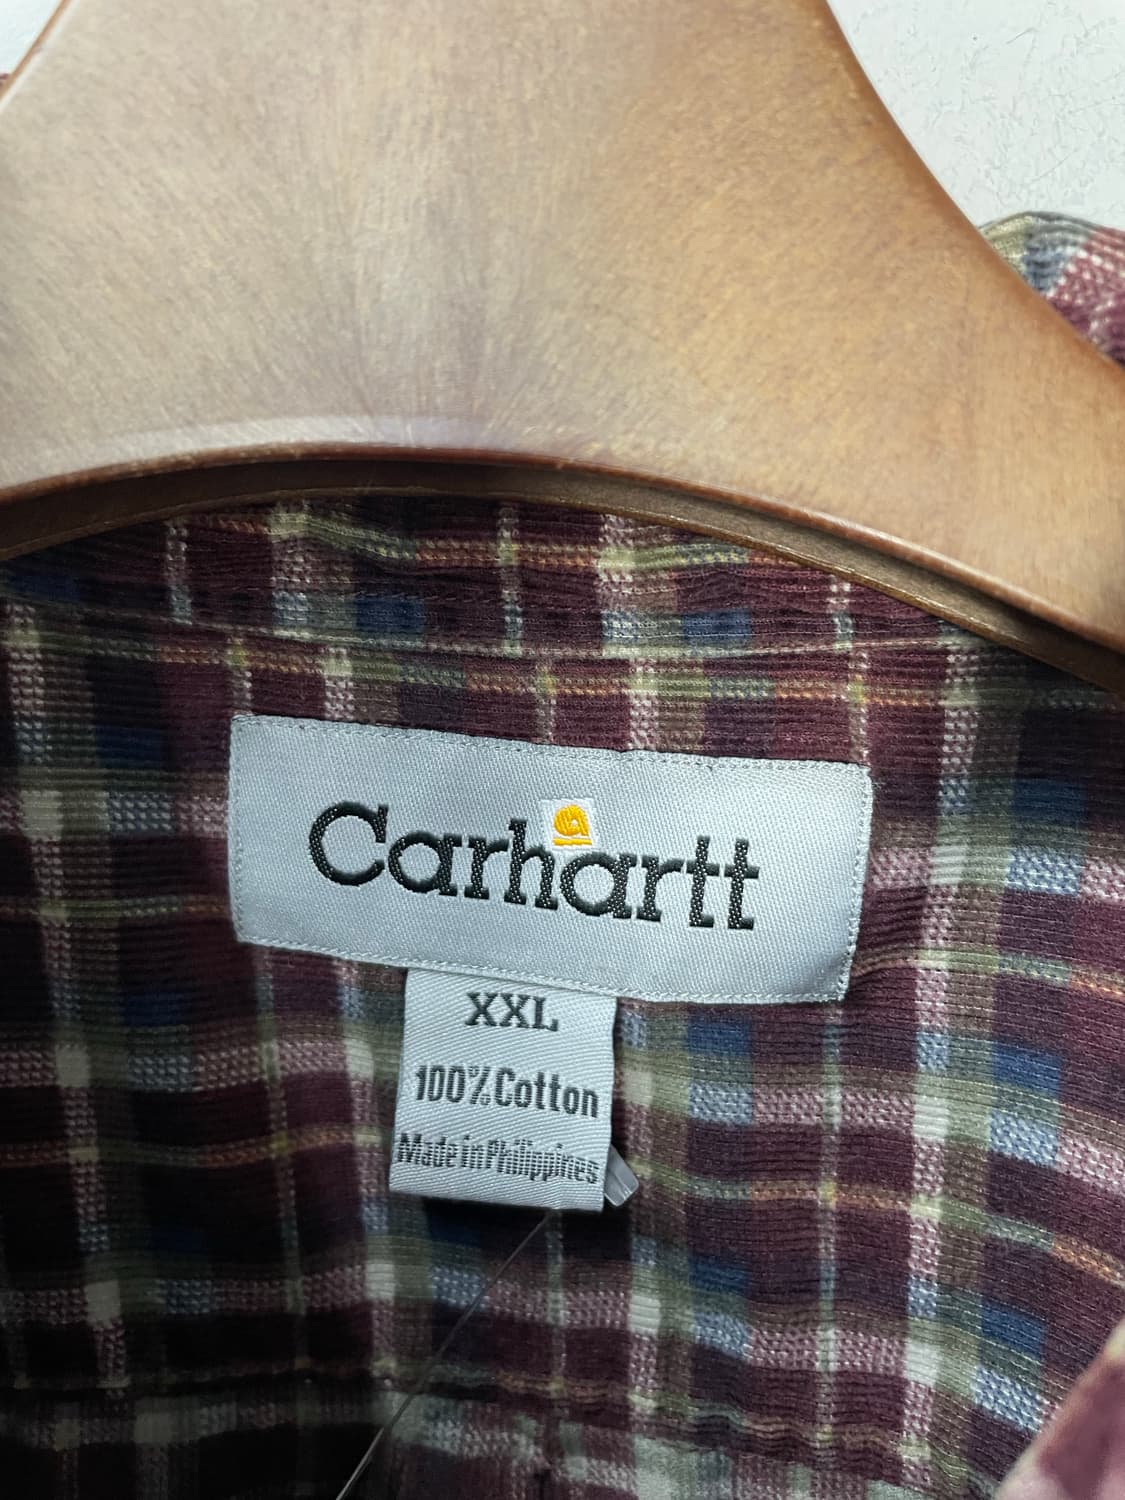 Carhartt
XXL
100% Cotton
Made in Philippines